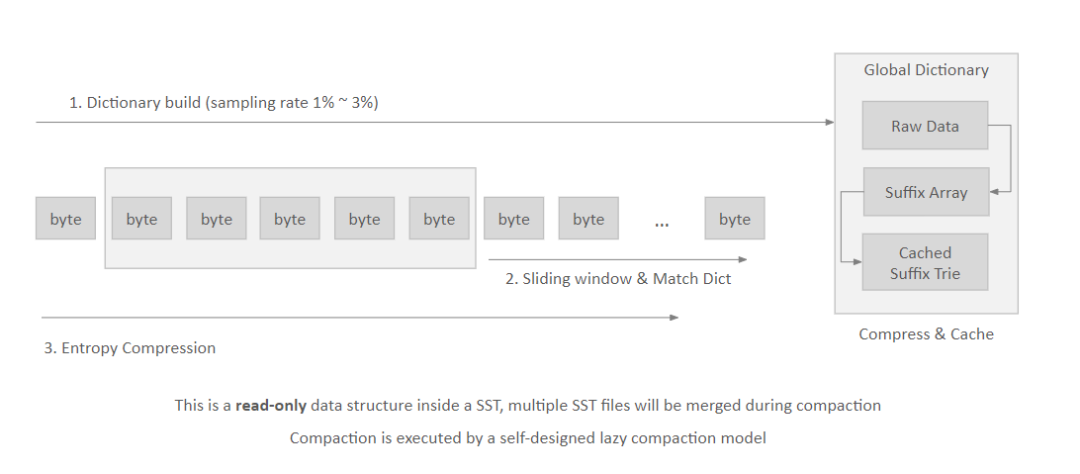 Global Dictionary
1. Dictionary build (sampling rate 1% ~ 3%)
Raw Data
Suffix Array
byte
byte
byte
byte
byte
byte
byte
byte
...
byte
Cached
Suffix Trie
2. Sliding window & Match Dict
3. Entropy Compression
Compress & Cache
This is a read-only data structure inside a SST, multiple SST files will be merged during compaction
Compaction is executed by a self-designed lazy compaction model